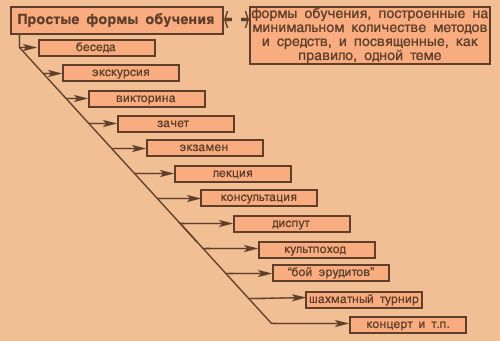 Простые формы обучения
формы обучения, построенные на
минимальном количестве методов
и средств, и посвященные, как
правило, одной теме
беседа
экскурсия
викторина
зачет
экзамен
лекция
консультация
диспут
культпоход
"бой эрудитов"
шахматный турнир
концерт и т.п.